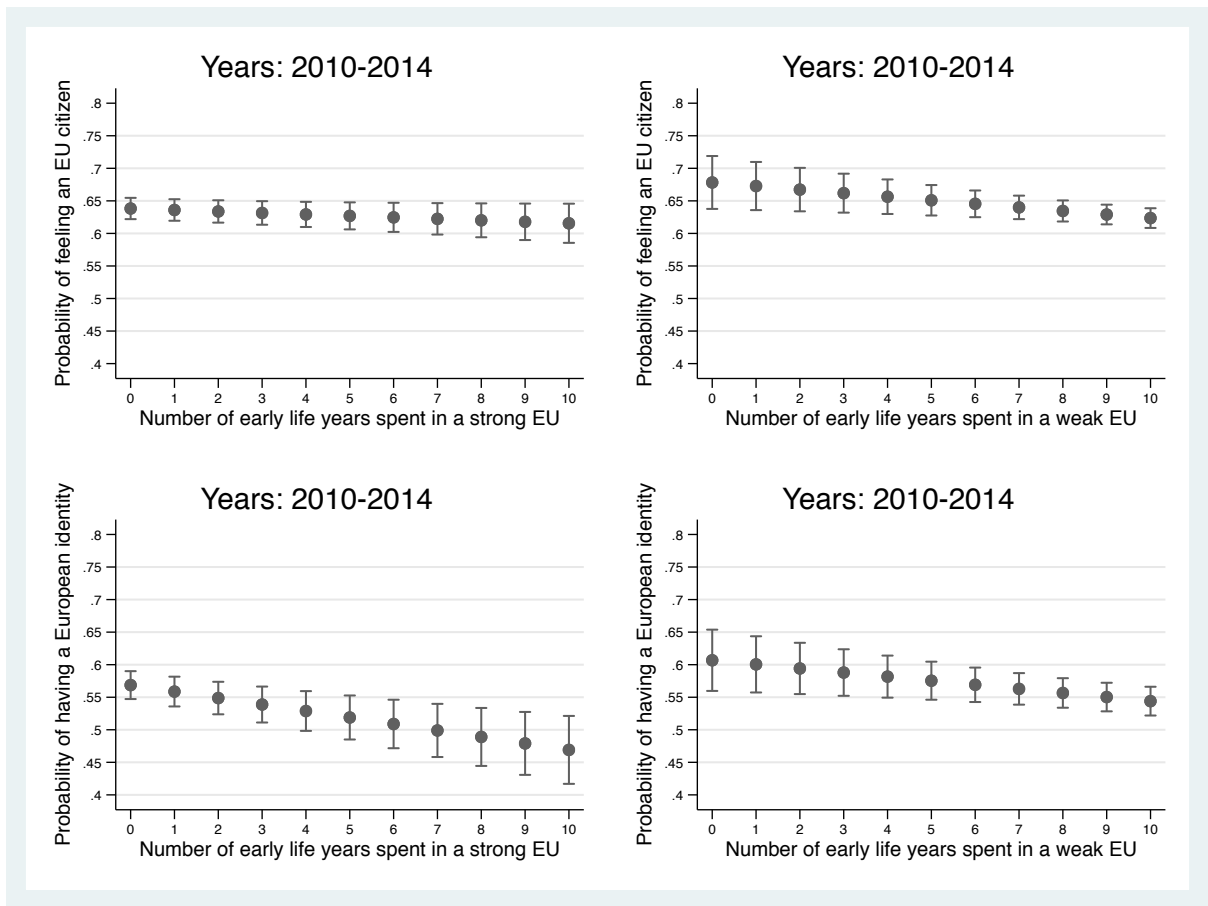 Years: 2010-2014
Probability of feeling an EU citizen
.8
.75
.7
.65
.6
.55
.5
.45
.4
0 1 2 3 4 5 6 7 8 9 10
Number of early life years spent in a strong EU
Years: 2010-2014
Probability of feeling an EU citizen
.8
.75
.7
.65
.6
.55
.5
.45
.4
0 1 2 3 4 5 6 7 8 9 10
Number of early life years spent in a weak EU
Years: 2010-2014
Probability of having a European identity
.8
.75
.7
.65
.6
.55
.5
.45
.4
0 1 2 3 4 5 6 7 8 9 10
Number of early life years spent in a strong EU
Years: 2010-2014
Probability of having a European identity
.8
.75
.7
.65
.6
.55
.5
.45
.4
0 1 2 3 4 5 6 7 8 9 10
Number of early life years spent in a weak EU